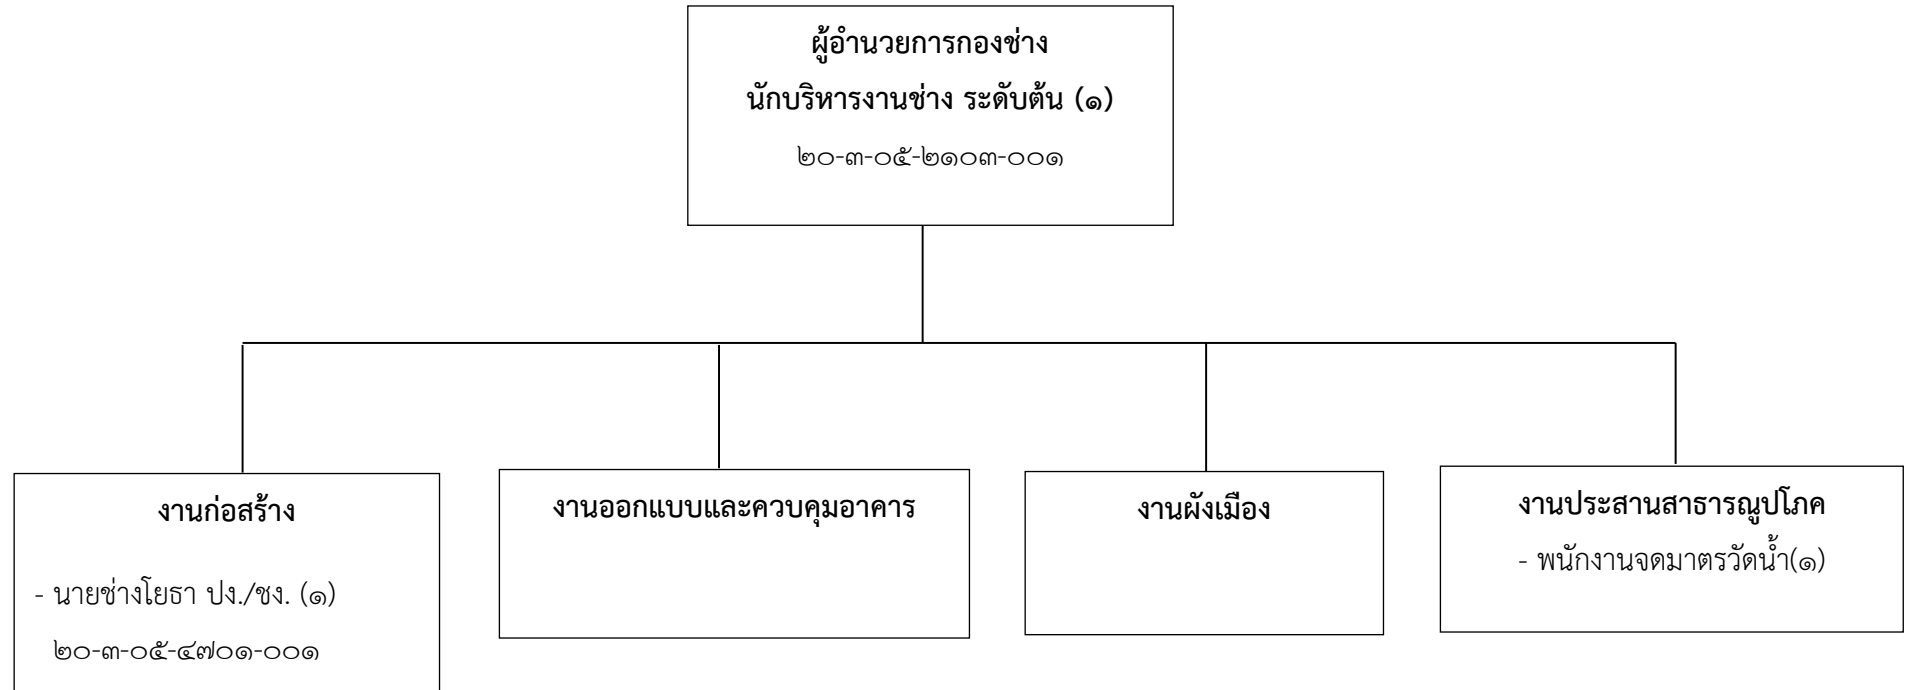 ผู้อำนวยการกองช่าง
นักบริหารงานช่าง ระดับต้น (๑)
๒๐-๓-๐๕-๒๑๐๓-๐๐๑
งานก่อสร้าง
- นายช่างโยธา ปง./ชง. (๑)
๒๐-๓-๐๕-๔๗๐๑-๐๐๑
งานออกแบบและควบคุมอาคาร
งานผังเมือง
งานประสานสาธารณูปโภค
- พนักงานจดมาตรวัดน้ำ(๑)